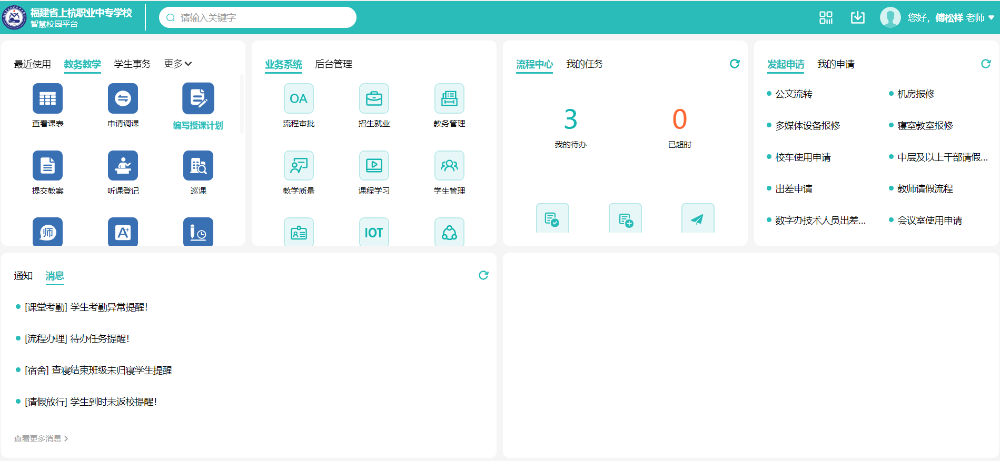 福建省上杭职业中专学校
智慧校园平台
请输入关键字
您好，傅松样 老师
最近使用 教务教学 学生事务 更多
查看课表 申请调课 编写授课计划
提交教案 听课登记 巡课
师 A+
业务系统 后台管理
OA
流程审批 招生就业 教务管理
教学质量 课程学习 学生管理
IOT
流程中心 我的任务
3 0
我的待办 已超时
发起申请 我的申请
公文流转 机房报修
多媒体设备报修 寝室教室报修
校车使用申请 中层及以上干部请假...
出差申请 教师请假流程
数字办技术人员出差... 会议室使用申请
通知 消息
[课堂考勤] 学生考勤异常提醒！
[流程办理] 待办任务提醒！
[宿舍] 查寝结束班级未归寝学生提醒
[请假放行] 学生到时未返校提醒！
查看更多消息